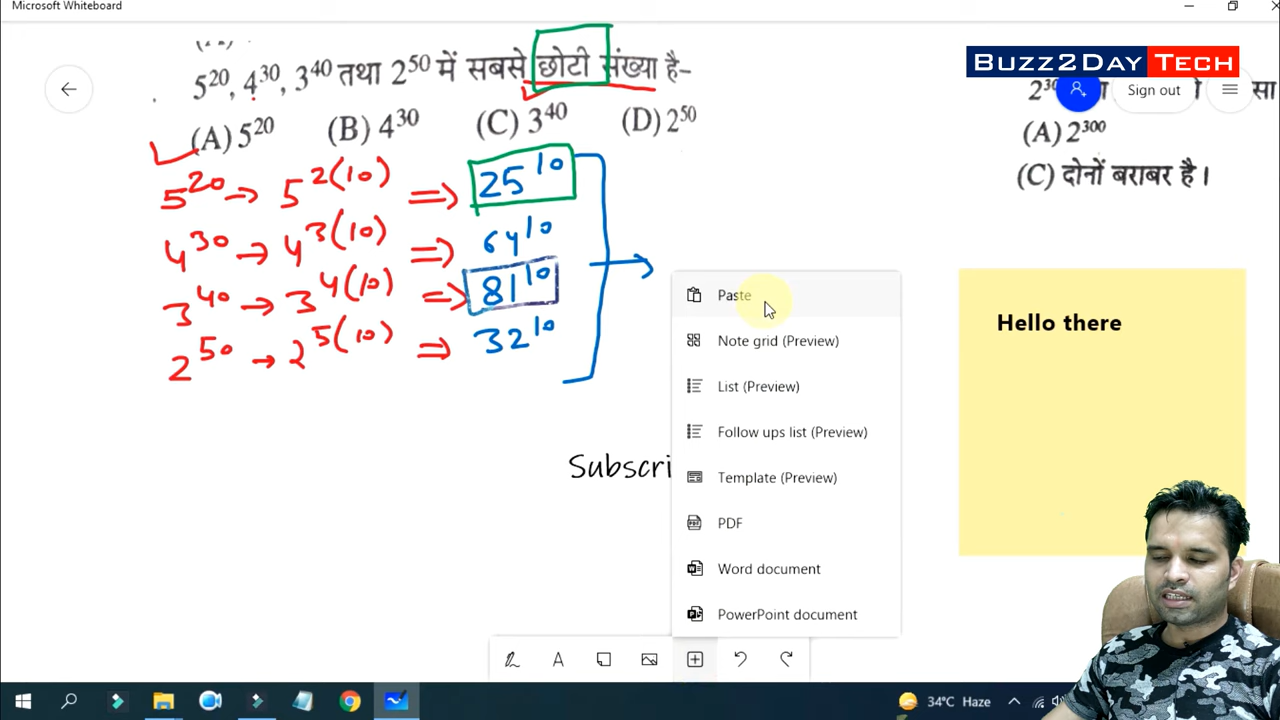 Microsoft Whiteboard
5²⁰, 4³⁰, 3⁴⁰ तथा 2⁵⁰ में सबसे छोटी संख्या है–
(A) 5²⁰ (B) 4³⁰ (C) 3⁴⁰ (D) 2⁵⁰
5²⁰ → 5²⁽¹⁰⁾ ⇒ 25¹⁰
4³⁰ → 4³⁽¹⁰⁾ ⇒ 64¹⁰
3⁴⁰ → 3⁴⁽¹⁰⁾ ⇒ 81¹⁰
2⁵⁰ → 2⁵⁽¹⁰⁾ ⇒ 32¹⁰
Subscri
Buzz2Day Tech
Sign out
(A) 2³⁰⁰
(C) दोनों बराबर है।
Hello there
Paste
Note grid (Preview)
List (Preview)
Follow ups list (Preview)
Template (Preview)
PDF
Word document
PowerPoint document
34°C Haze